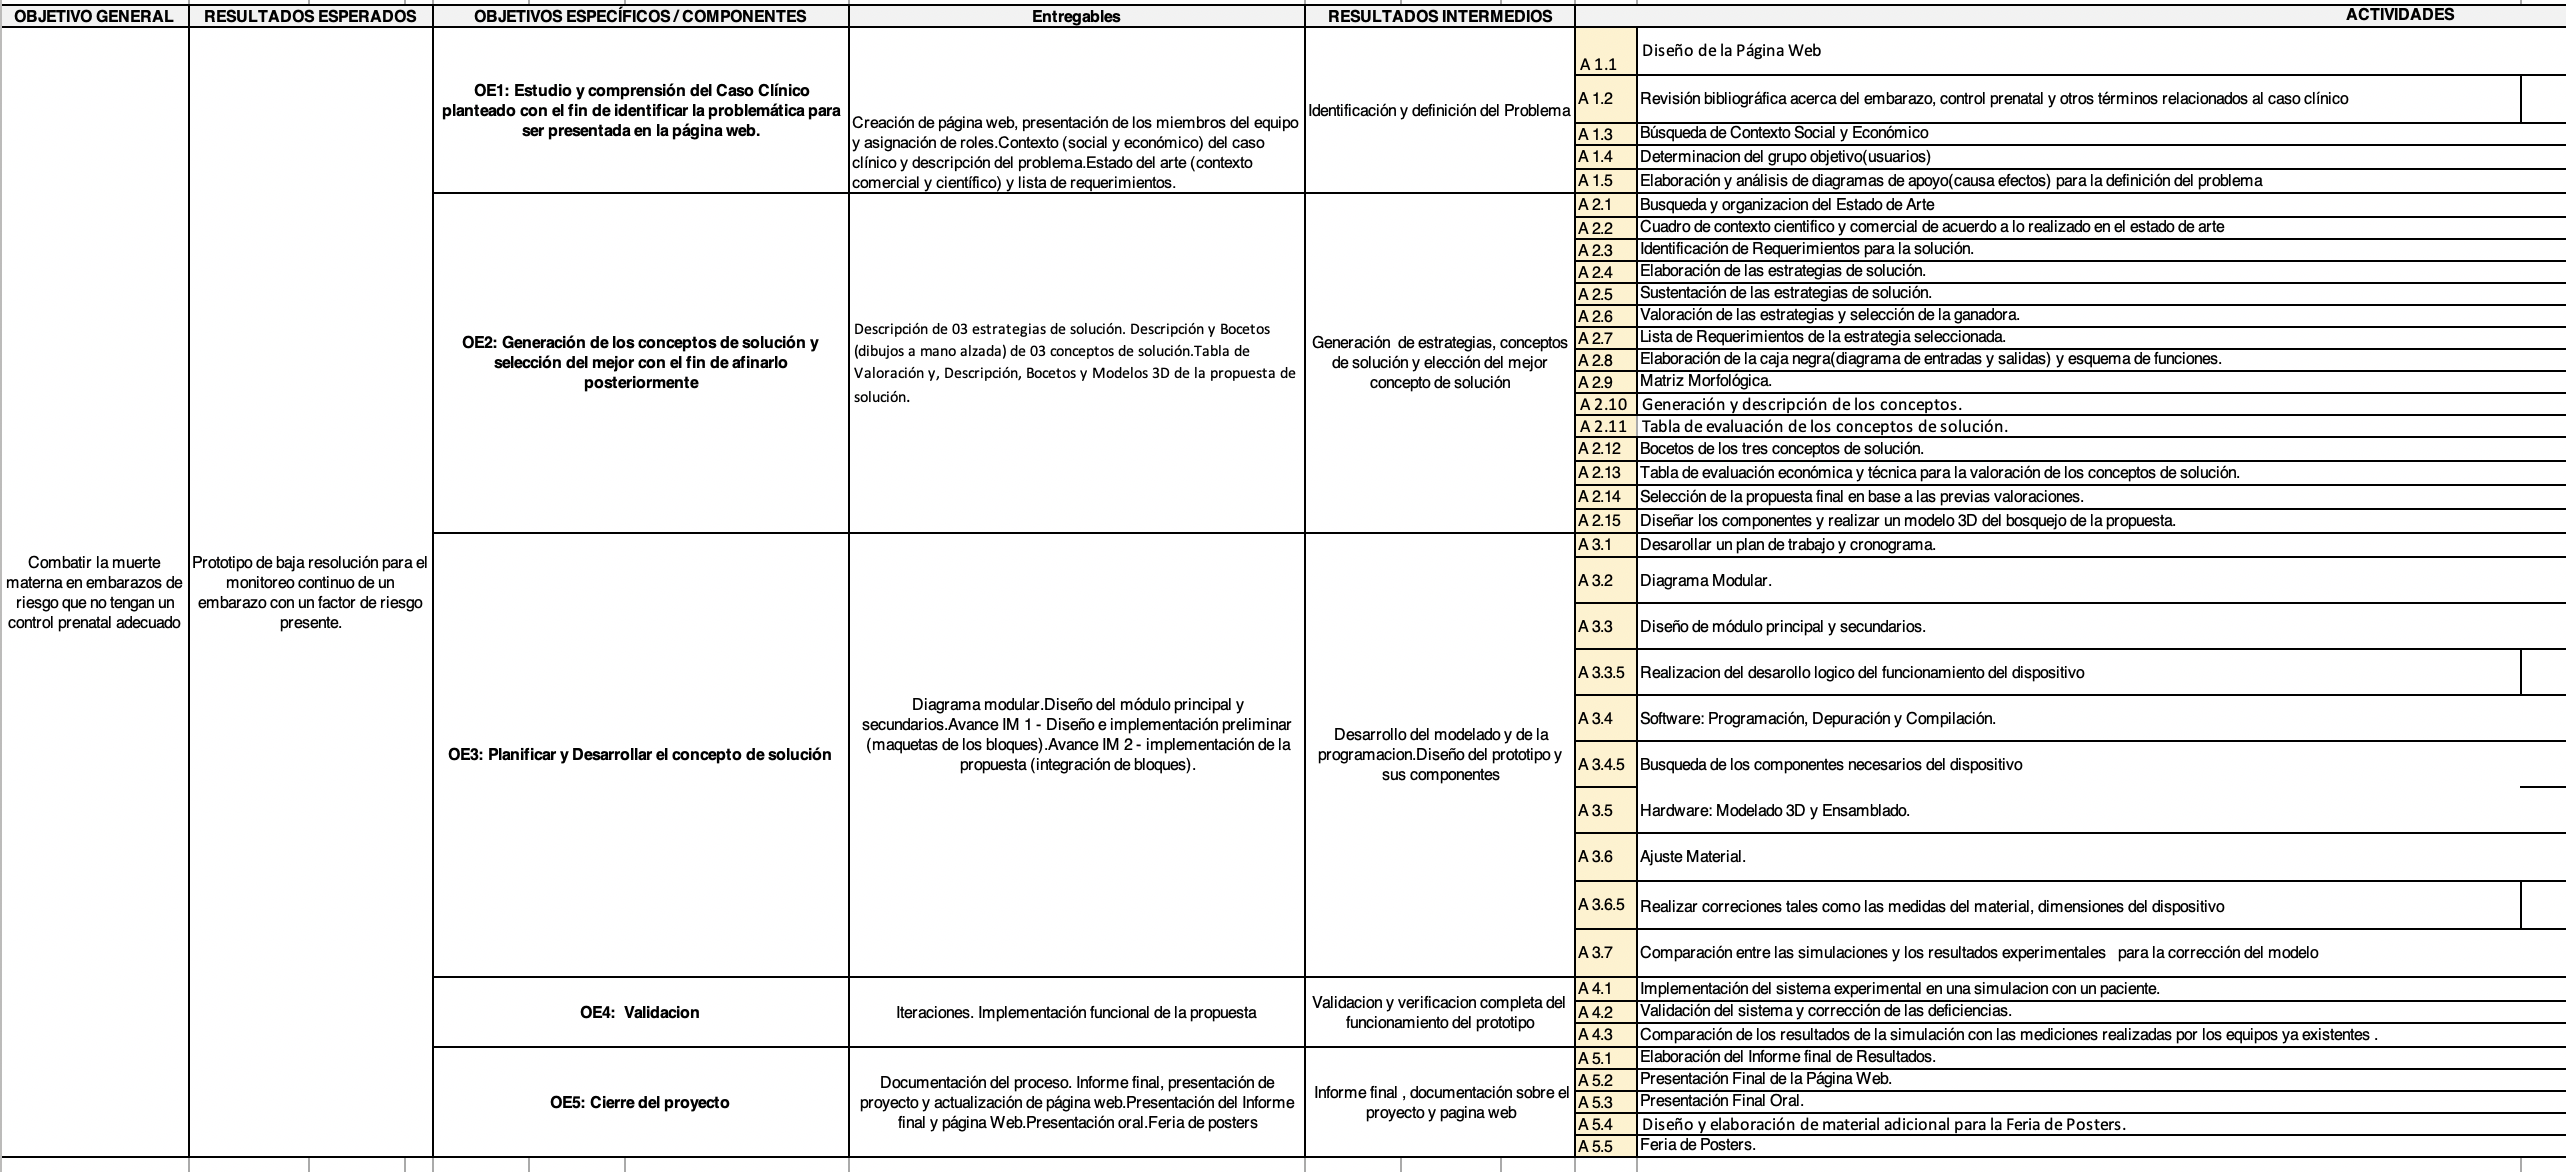 OBJETIVO GENERAL
RESULTADOS ESPERADOS
OBJETIVOS ESPECÍFICOS / COMPONENTES
Entregables
RESULTADOS INTERMEDIOS
ACTIVIDADES
Combatir la muerte
materna en embarazos de
riesgo que no tengan un
control prenatal adecuado
Prototipo de baja resolución para el
monitoreo continuo de un
embarazo con un factor de riesgo
presente.
OE1: Estudio y comprensión del Caso Clínico
planteado con el fin de identificar la problemática para
ser presentada en la página web.
Creación de página web, presentación de los miembros del equipo
y asignación de roles.Contexto (social y económico) del caso
clínico y descripción del problema.Estado del arte (contexto
comercial y científico) y lista de requerimientos.
Identificación y definición del Problema
A 1.1 Diseño de la Página Web
A 1.2 Revisión bibliográfica acerca del embarazo, control prenatal y otros términos relacionados al caso clínico
A 1.3 Búsqueda de Contexto Social y Económico
A 1.4 Determinacion del grupo objetivo(usuarios)
A 1.5 Elaboración y análisis de diagramas de apoyo(causa efectos) para la definición del problema
OE2: Generación de los conceptos de solución y
selección del mejor con el fin de afinarlo
posteriormente
Descripción de 03 estrategias de solución. Descripción y Bocetos
(dibujos a mano alzada) de 03 conceptos de solución.Tabla de
Valoración y, Descripción, Bocetos y Modelos 3D de la propuesta de
solución.
Generación  de estrategias, conceptos
de solución y elección del mejor
concepto de solución
A 2.1 Busqueda y organizacion del Estado de Arte
A 2.2 Cuadro de contexto cientifico y comercial de acuerdo a lo realizado en el estado de arte
A 2.3 Identificación de Requerimientos para la solución.
A 2.4 Elaboración de las estrategias de solución.
A 2.5 Sustentación de las estrategias de solución.
A 2.6 Valoración de las estrategias y selección de la ganadora.
A 2.7 Lista de Requerimientos de la estrategia seleccionada.
A 2.8 Elaboración de la caja negra(diagrama de entradas y salidas) y esquema de funciones.
A 2.9 Matriz Morfológica.
A 2.10 Generación y descripción de los conceptos.
A 2.11 Tabla de evaluación de los conceptos de solución.
A 2.12 Bocetos de los tres conceptos de solución.
A 2.13 Tabla de evaluación económica y técnica para la valoración de los conceptos de solución.
A 2.14 Selección de la propuesta final en base a las previas valoraciones.
A 2.15 Diseñar los componentes y realizar un modelo 3D del bosquejo de la propuesta.
OE3: Planificar y Desarrollar el concepto de solución
Diagrama modular.Diseño del módulo principal y
secundarios.Avance IM 1 - Diseño e implementación preliminar
(maquetas de los bloques).Avance IM 2 - implementación de la
propuesta (integración de bloques).
Desarrollo del modelado y de la
programacion.Diseño del prototipo y
sus componentes
A 3.1 Desarollar un plan de trabajo y cronograma.
A 3.2 Diagrama Modular.
A 3.3 Diseño de módulo principal y secundarios.
A 3.3.5 Realizacion del desarollo logico del funcionamiento del dispositivo
A 3.4 Software: Programación, Depuración y Compilación.
A 3.4.5 Busqueda de los componentes necesarios del dispositivo
A 3.5 Hardware: Modelado 3D y Ensamblado.
A 3.6 Ajuste Material.
A 3.6.5 Realizar correciones tales como las medidas del material, dimensiones del dispositivo
A 3.7 Comparación entre las simulaciones y los resultados experimentales   para la corrección del modelo
OE4:  Validacion
Iteraciones. Implementación funcional de la propuesta
Validacion y verificacion completa del
funcionamiento del prototipo
A 4.1 Implementación del sistema experimental en una simulacion con un paciente.
A 4.2 Validación del sistema y corrección de las deficiencias.
A 4.3 Comparación de los resultados de la simulación con las mediciones realizadas por los equipos ya existentes .
OE5: Cierre del proyecto
Documentación del proceso. Informe final, presentación de
proyecto y actualización de página web.Presentación del Informe
final y página Web.Presentación oral.Feria de posters
Informe final , documentación sobre el
proyecto y pagina web
A 5.1 Elaboración del Informe final de Resultados.
A 5.2 Presentación Final de la Página Web.
A 5.3 Presentación Final Oral.
A 5.4 Diseño y elaboración de material adicional para la Feria de Posters.
A 5.5 Feria de Posters.